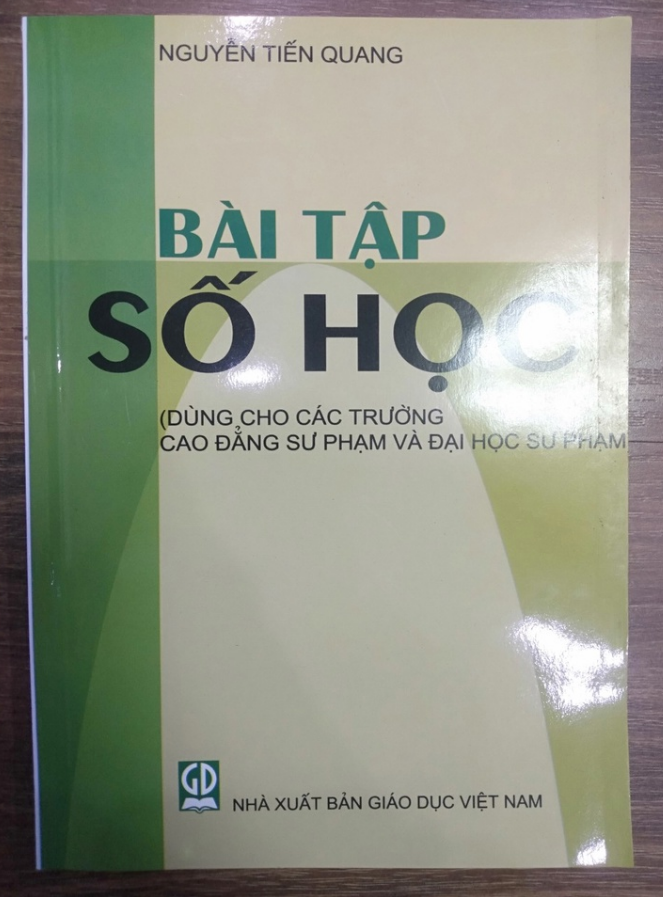 NGUYỄN TIẾN QUANG
BÀI TẬP
SỐ HỌC
(DÙNG CHO CÁC TRƯỜNG
CAO ĐẲNG SƯ PHẠM VÀ ĐẠI HỌC SƯ PHẠM
GD
NHÀ XUẤT BẢN GIÁO DỤC VIỆT NAM